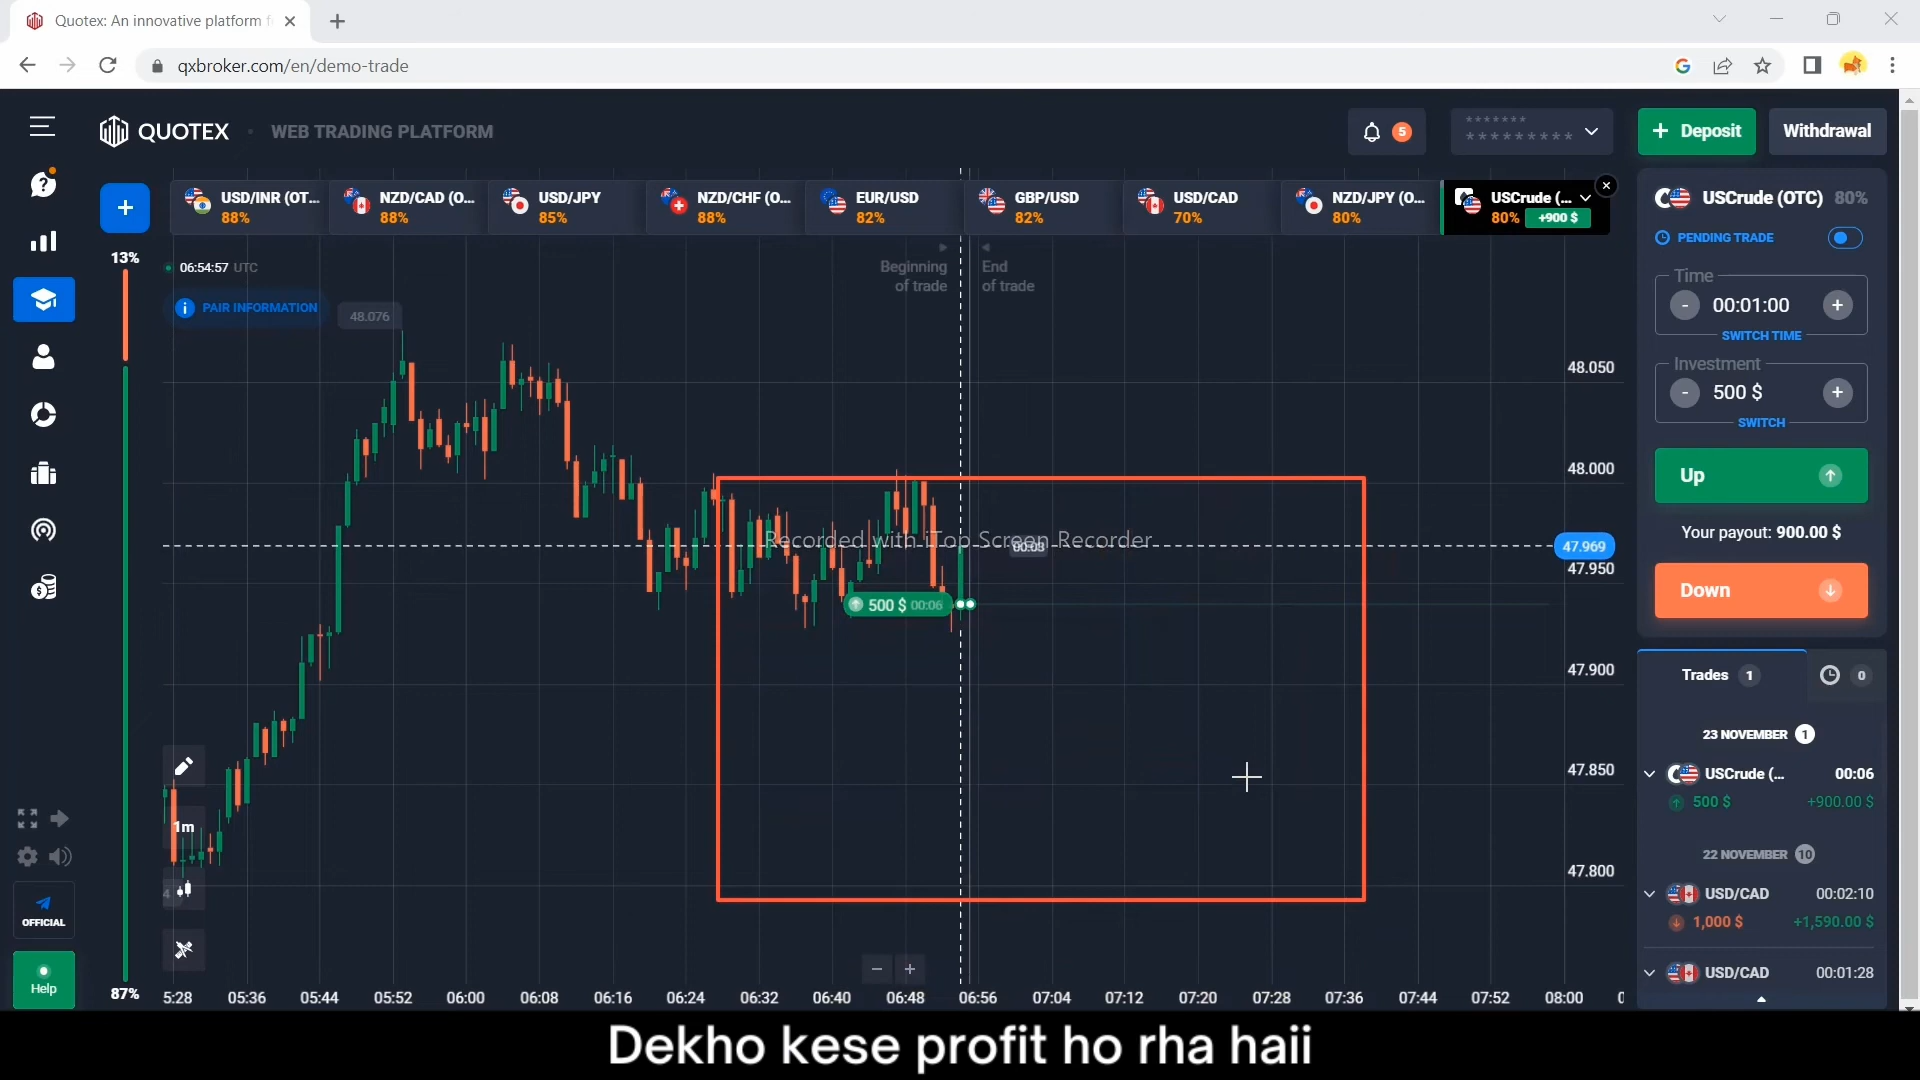 Quotex: An innovative platform f
qxbroker.com/en/demo-trade
QUOTEX
WEB TRADING PLATFORM
5
*******
*********
+ Deposit
Withdrawal
+
USD/INR (OT...
88%
NZD/CAD (O...
88%
USD/JPY
85%
NZD/CHF (O...
88%
EUR/USD
82%
GBP/USD
82%
USD/CAD
70%
NZD/JPY (O...
80%
USCrude (...
80% +900 $
USCrude (OTC) 80%
PENDING TRADE
Time
- 00:01:00 +
SWITCH TIME
Investment
- 500 $ +
SWITCH
Up
Your payout: 900.00 $
Down
Trades 1
0
23 NOVEMBER 1
USCrude (... 00:06
500 $ +900.00 $
22 NOVEMBER 10
USD/CAD 00:02:10
1,000 $ +1,590.00 $
USD/CAD 00:01:28
13%
87%
06:54:57 UTC
PAIR INFORMATION
48.076
Beginning
of trade
End
of trade
48.050
48.000
47.969
47.950
47.900
47.850
47.800
Recorded with iTop Screen Recorder
00:03
500 $ 00:06
1m
4
OFFICIAL
Help
5:28 05:36 05:44 05:52 06:00 06:08 06:16 06:24 06:32 06:40 06:48 06:56 07:04 07:12 07:20 07:28 07:36 07:44 07:52 08:00 0
Dekho kese profit ho rha haii